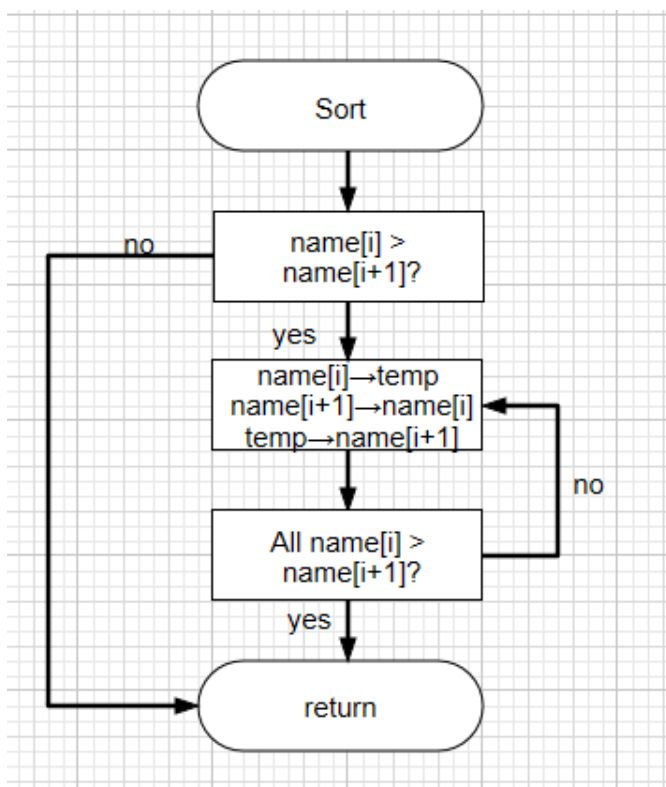 Sort
no
name[i] >
name[i+1]?
yes
name[i]→temp
name[i+1]→name[i]
temp→name[i+1]
no
All name[i] >
name[i+1]?
yes
return